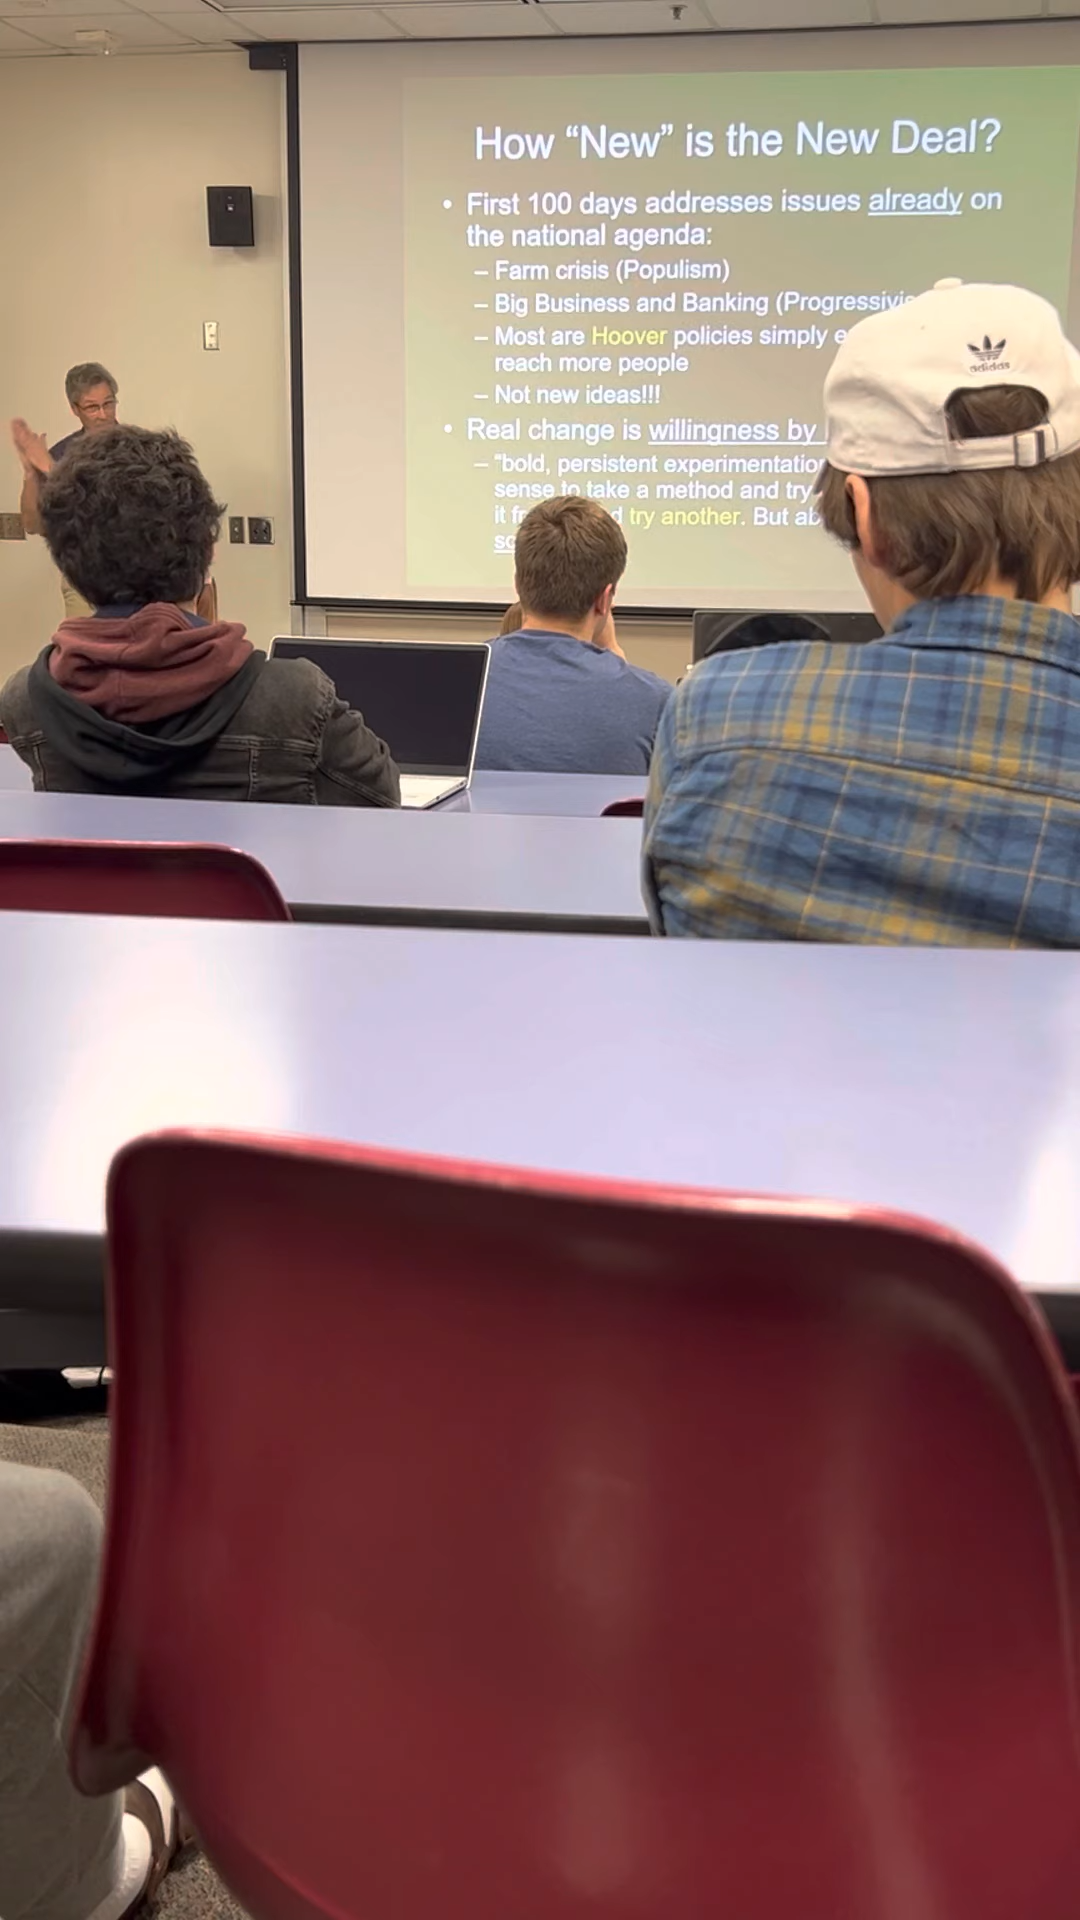 How “New” is the New Deal?
• First 100 days addresses issues already on
the national agenda:
– Farm crisis (Populism)
– Big Business and Banking
– Most are Hoover policies simply
reach more people
– Not new ideas!!!
• Real change is willingness by
– “bold, persistent
sense to take a method and try
it try another. But
adidas